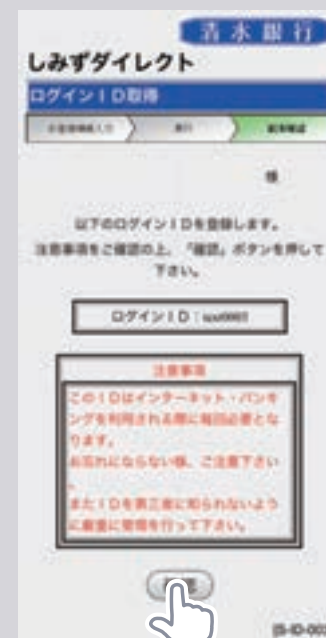 清水銀行
しみずダイレクト
ログインID取得
様
以下のログインIDを登録します。
注意事項をご確認の上、「確認」ボタンを押して
下さい。
ログインID:
注意事項
このIDはインターネット・バンキ
ングを利用される際に毎回必要とな
ります。
お忘れにならない様、ご注意下さい
。
またIDを第三者に知られないよう
に厳重に管理を行って下さい。